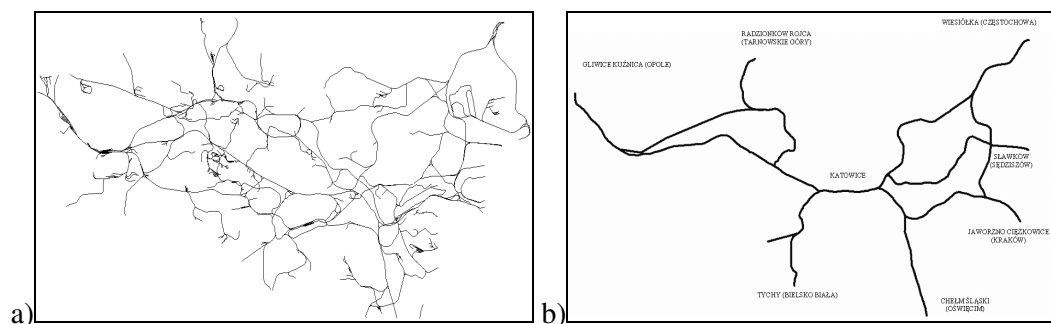 a)
b)
WIESIÓŁKA (CZĘSTOCHOWA)
RADZIONKÓW ROJCA
(TARNOWSKIE GÓRY)
GLIWICE KUŹNICA (OPOLE)
SŁAWKÓW
(SĘDZISZÓW)
KATOWICE
JAWORZNO CIĘŻKOWICE
(KRAKÓW)
TYCHY (BIELSKO BIAŁA)
CHEŁM ŚLĄSKI
(OŚWIĘCIM)